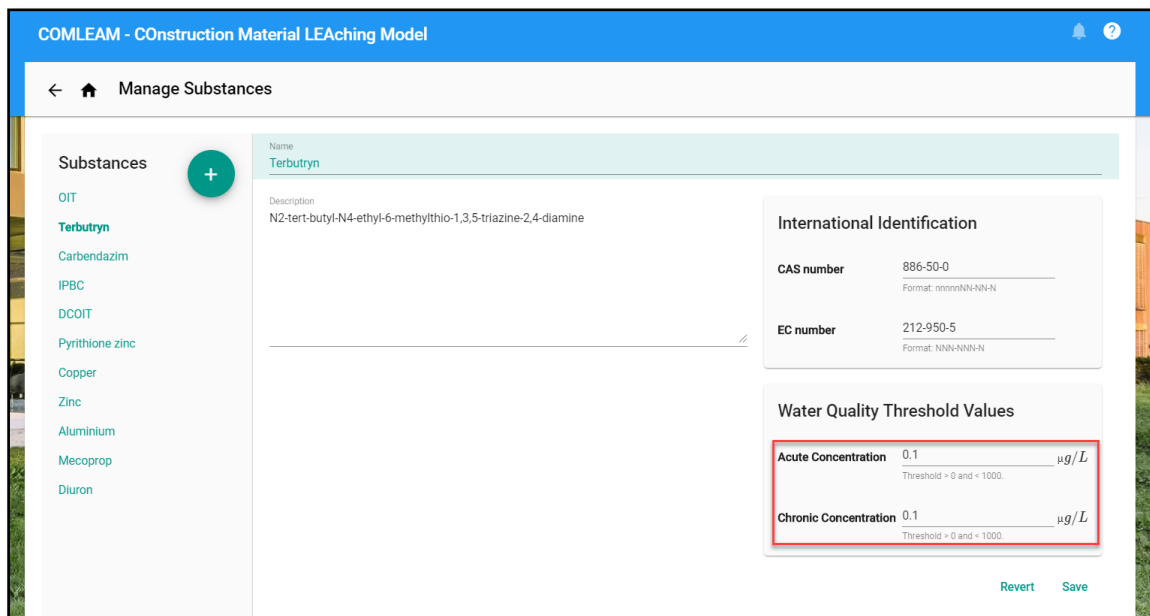 COMLEAM - COnstruction Material LEAching Model
Manage Substances
Substances
+
OIT
Terbutryn
Carbendazim
IPBC
DCOIT
Pyrithione zinc
Copper
Zinc
Aluminium
Mecoprop
Diuron
Name
Terbutryn
Description
N2-tert-butyl-N4-ethyl-6-methylthio-1,3,5-triazine-2,4-diamine
International Identification
CAS number 886-50-0
Format: nnnnnNN-NN-N
EC number 212-950-5
Format: NNN-NNN-N
Water Quality Threshold Values
Acute Concentration 0.1 µg/L
Threshold > 0 and < 1000.
Chronic Concentration 0.1 µg/L
Threshold > 0 and < 1000.
Revert Save